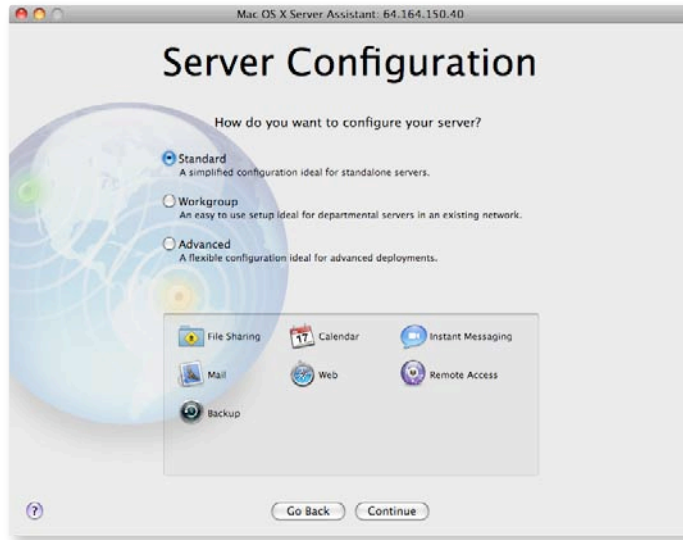 Mac OS X Server Assistant: 64.164.150.40
Server Configuration
How do you want to configure your server?
Standard
A simplified configuration ideal for standalone servers.
Workgroup
An easy to use setup ideal for departmental servers in an existing network.
Advanced
A flexible configuration ideal for advanced deployments.
File Sharing
17
Calendar
Instant Messaging
Mail
Web
Remote Access
Backup
?
Go Back
Continue